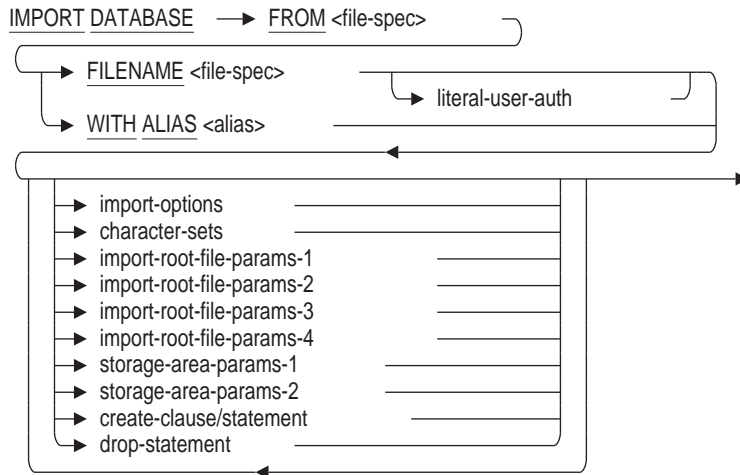 IMPORT DATABASE FROM <file-spec>
FILENAME <file-spec>
literal-user-auth
WITH ALIAS <alias>
import-options
character-sets
import-root-file-params-1
import-root-file-params-2
import-root-file-params-3
import-root-file-params-4
storage-area-params-1
storage-area-params-2
create-clause/statement
drop-statement